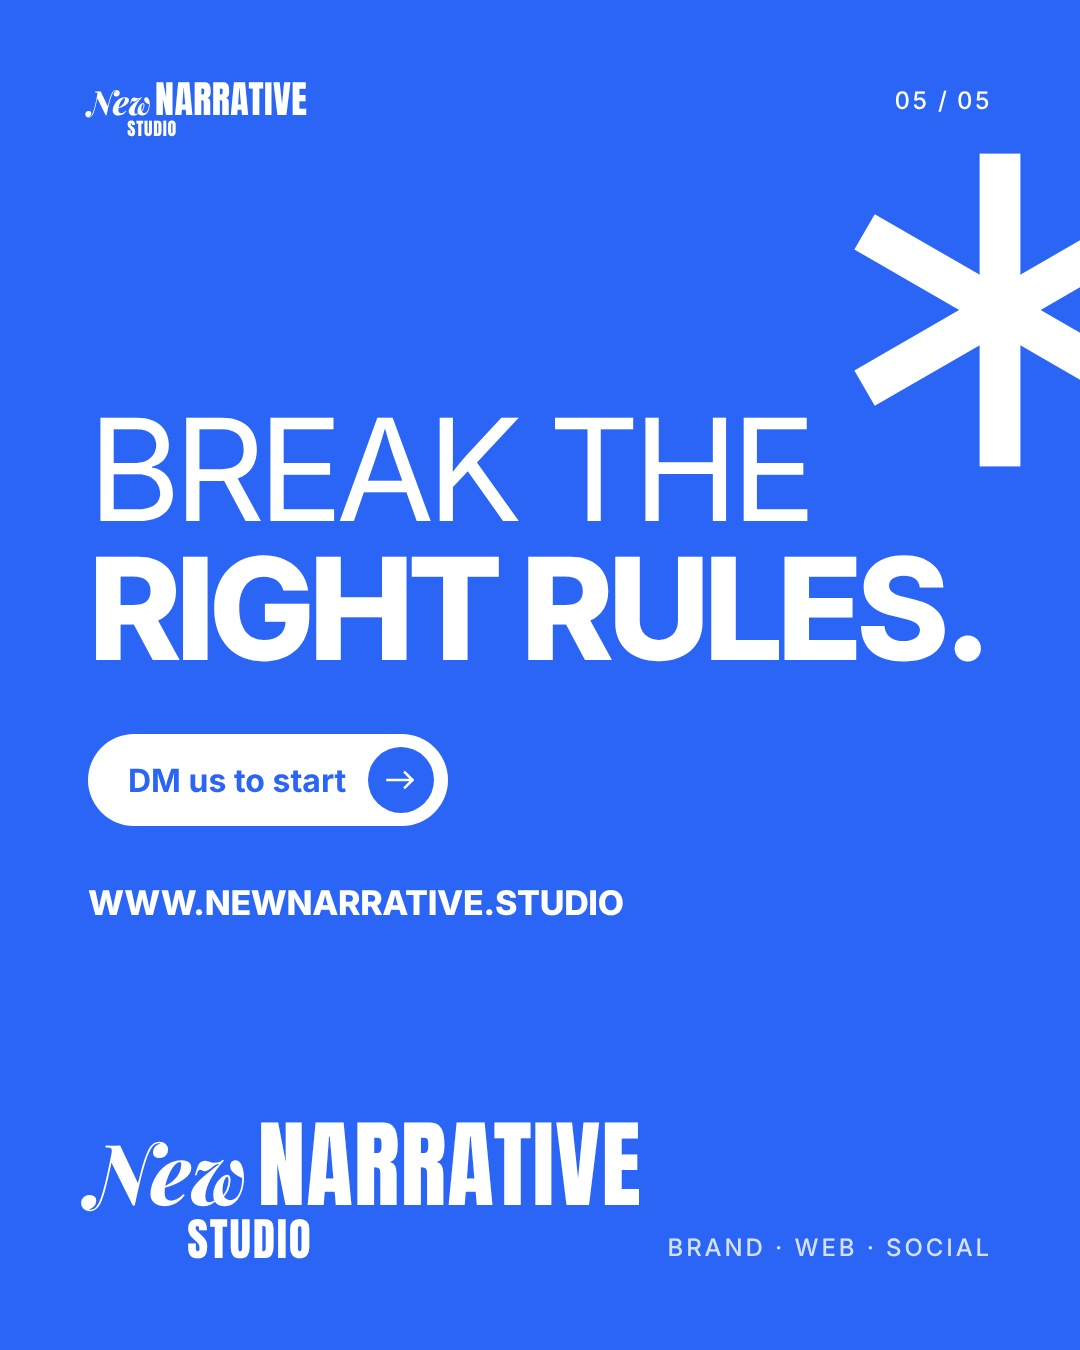 New NARRATIVE
STUDIO
05 / 05
BREAK THE
RIGHT RULES.
DM us to start →
WWW.NEWNARRATIVE.STUDIO
New NARRATIVE
STUDIO
BRAND · WEB · SOCIAL